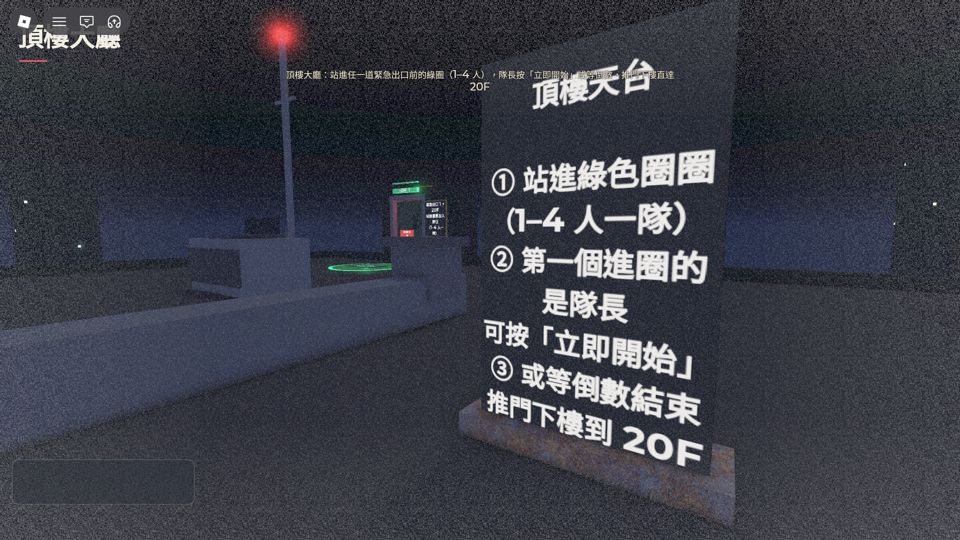 頂樓大廳
頂樓大廳：站進任一道緊急出口前的綠圈（1–4 人），隊長按「立即開始」
20F
頂樓天台
① 站進綠色圈圈
（1–4 人一隊）
② 第一個進圈的
是隊長
可按「立即開始」
③ 或等倒數結束
推門下樓到 20F